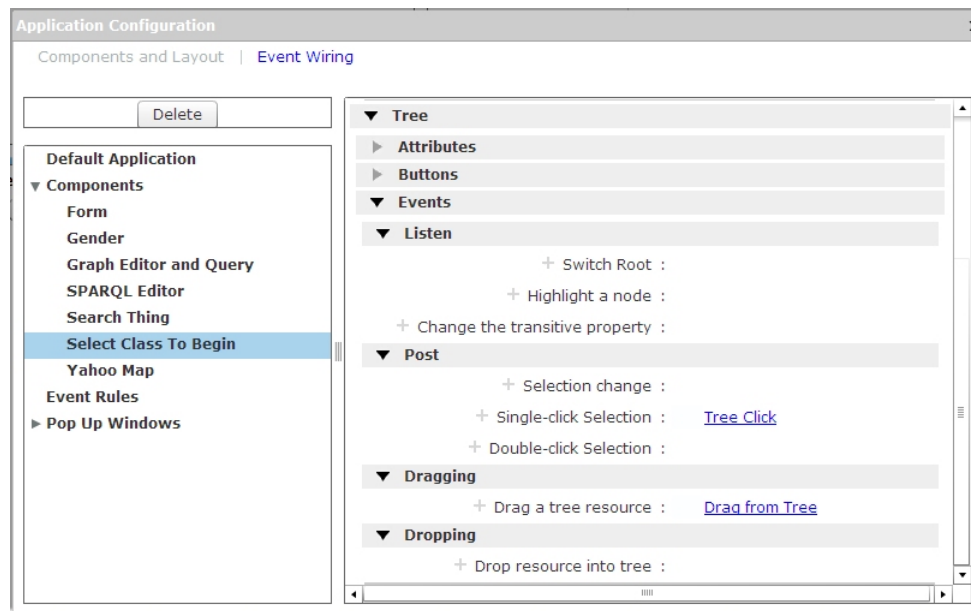 Application Configuration
Components and Layout | Event Wiring
Delete
Default Application
Components
Form
Gender
Graph Editor and Query
SPARQL Editor
Search Thing
Select Class To Begin
Yahoo Map
Event Rules
Pop Up Windows
Tree
Attributes
Buttons
Events
Listen
Switch Root :
Highlight a node :
Change the transitive property :
Post
Selection change :
Single-click Selection : Tree Click
Double-click Selection :
Dragging
Drag a tree resource : Drag from Tree
Dropping
Drop resource into tree :